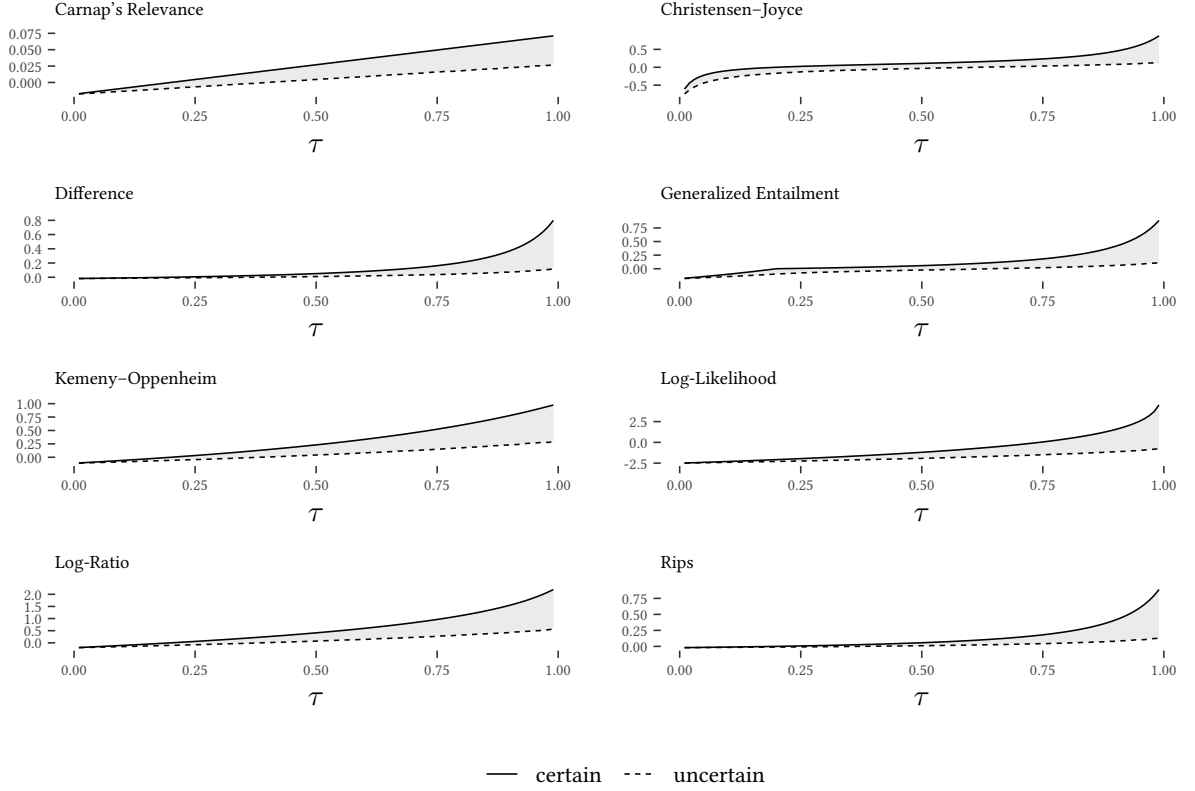 Carnap’s Relevance
0.075
0.050
0.025
0.000
0.00 0.25 0.50 0.75 1.00
τ
Christensen–Joyce
0.5
0.0
-0.5
0.00 0.25 0.50 0.75 1.00
τ
Difference
0.8
0.6
0.4
0.2
0.0
0.00 0.25 0.50 0.75 1.00
τ
Generalized Entailment
0.75
0.50
0.25
0.00
0.00 0.25 0.50 0.75 1.00
τ
Kemeny–Oppenheim
1.00
0.75
0.50
0.25
0.00
0.00 0.25 0.50 0.75 1.00
τ
Log-Likelihood
2.5
0.0
-2.5
0.00 0.25 0.50 0.75 1.00
τ
Log-Ratio
2.0
1.5
1.0
0.5
0.0
0.00 0.25 0.50 0.75 1.00
τ
Rips
0.75
0.50
0.25
0.00
0.00 0.25 0.50 0.75 1.00
τ
certain uncertain